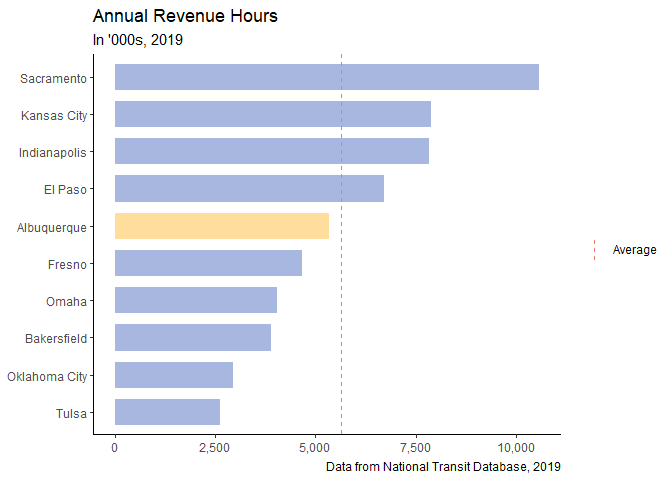 Annual Revenue Hours
In '000s, 2019
Sacramento
Kansas City
Indianapolis
El Paso
Albuquerque
Fresno
Omaha
Bakersfield
Oklahoma City
Tulsa
Average
0 2,500 5,000 7,500 10,000
Data from National Transit Database, 2019